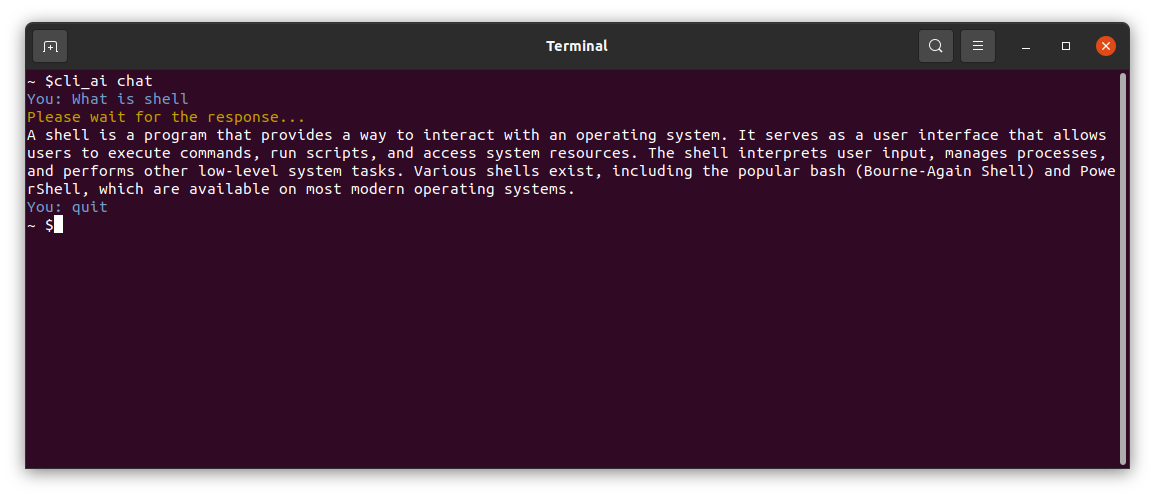 Terminal
~ $cli_ai chat
You: What is shell
Please wait for the response...
A shell is a program that provides a way to interact with an operating system. It serves as a user interface that allows
users to execute commands, run scripts, and access system resources. The shell interprets user input, manages processes,
and performs other low-level system tasks. Various shells exist, including the popular bash (Bourne-Again Shell) and Powe
rShell, which are available on most modern operating systems.
You: quit
~ $